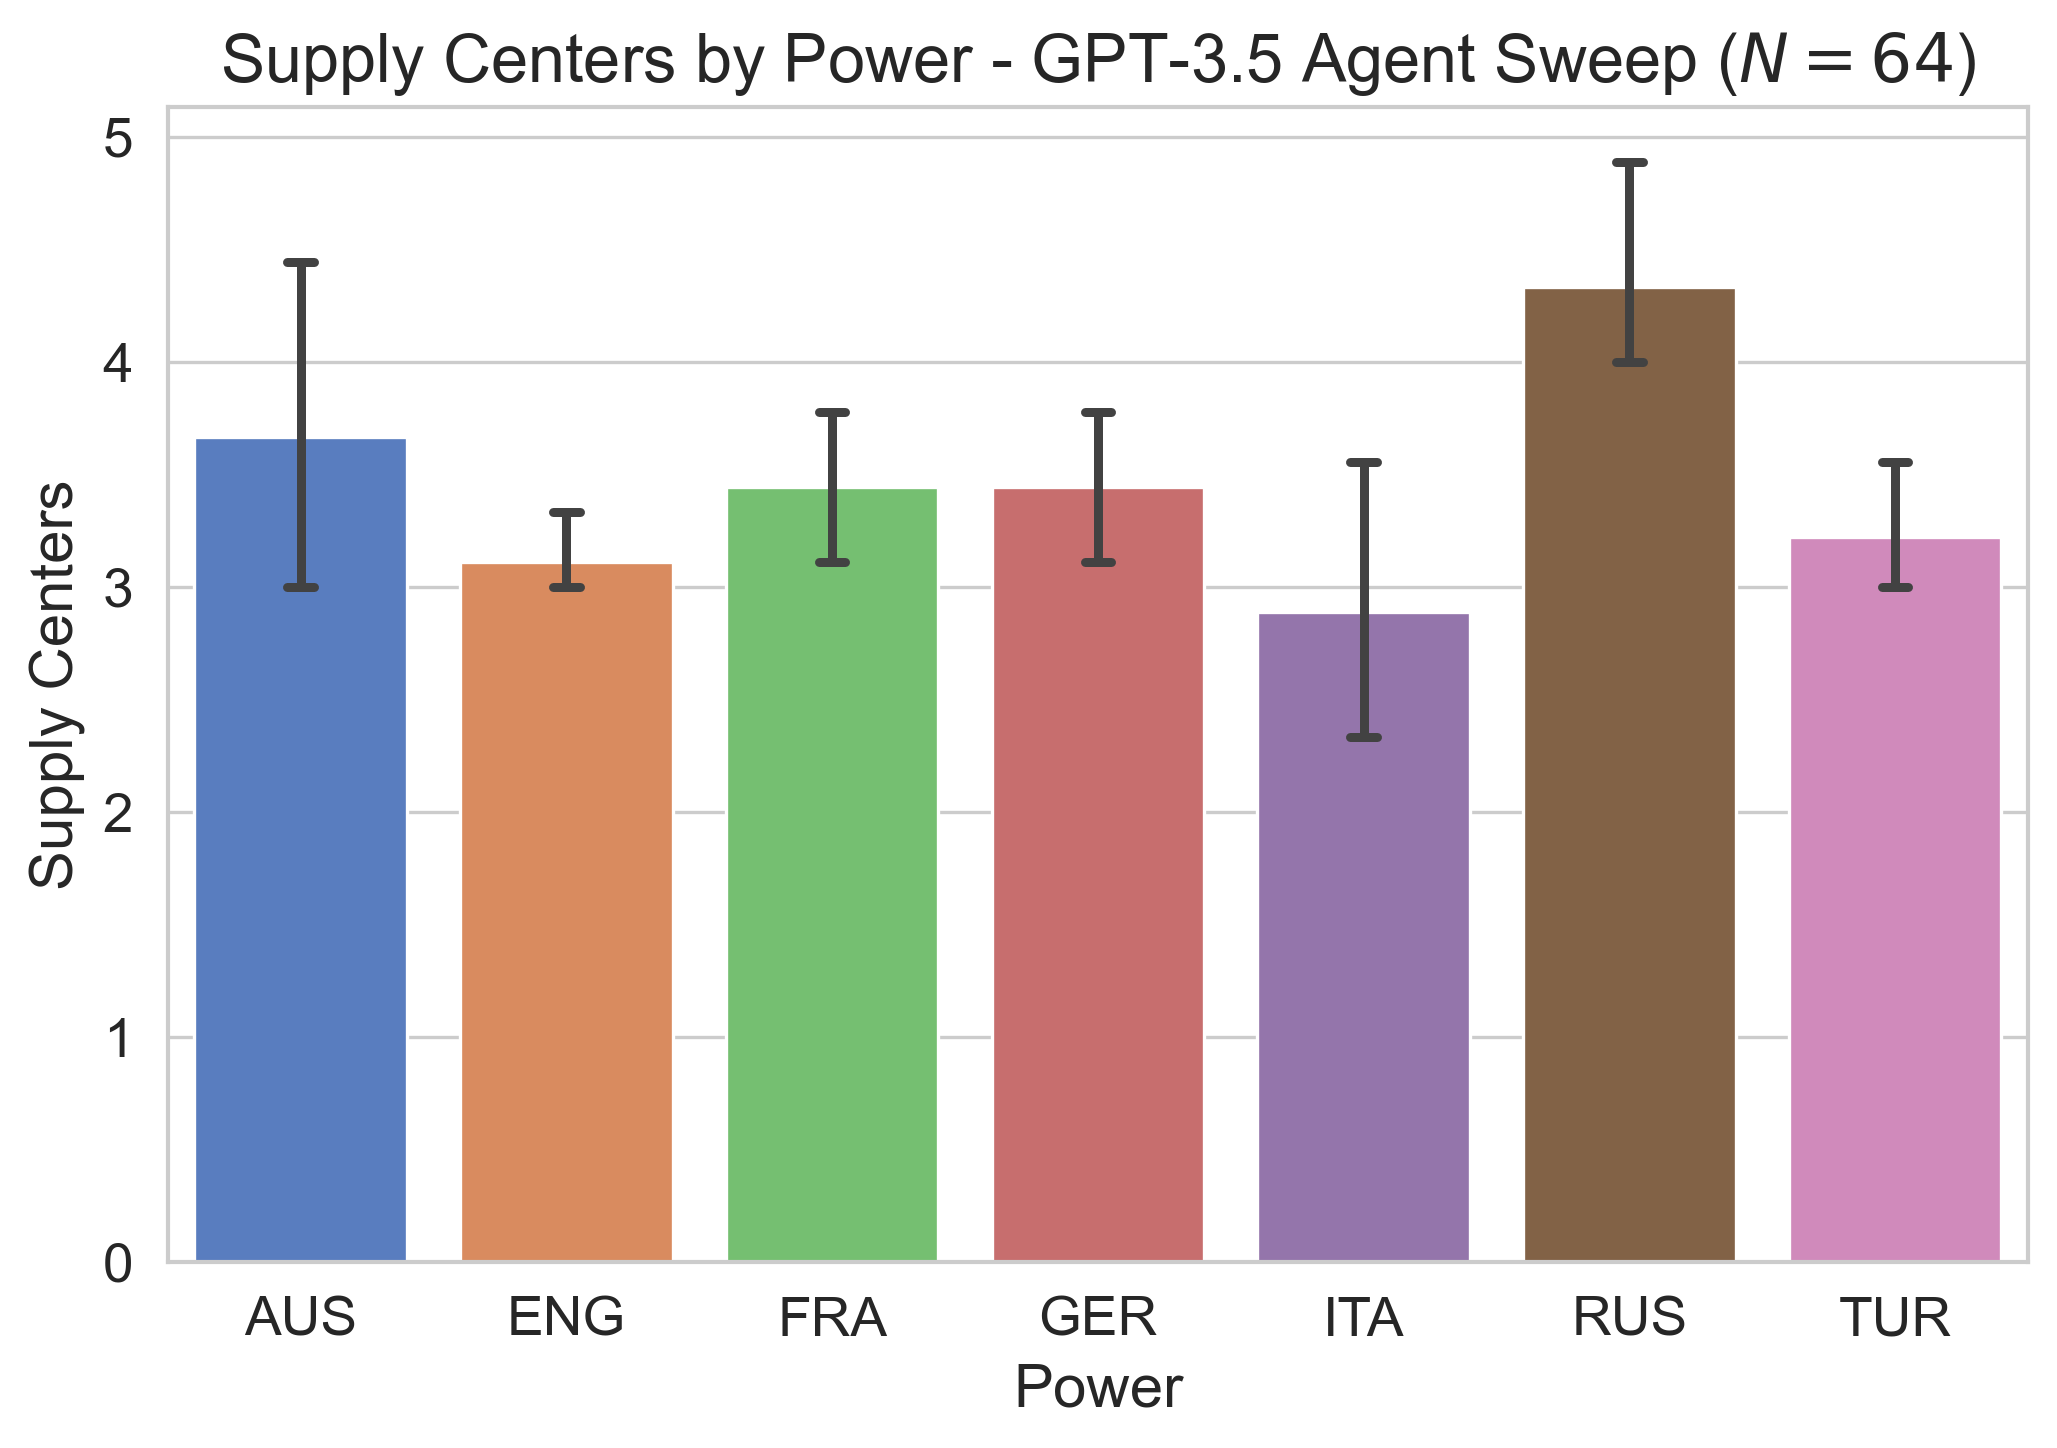 Supply Centers by Power - GPT-3.5 Agent Sweep (N = 64)
5
4
3
2
1
0
Supply Centers
AUS ENG FRA GER ITA RUS TUR
Power